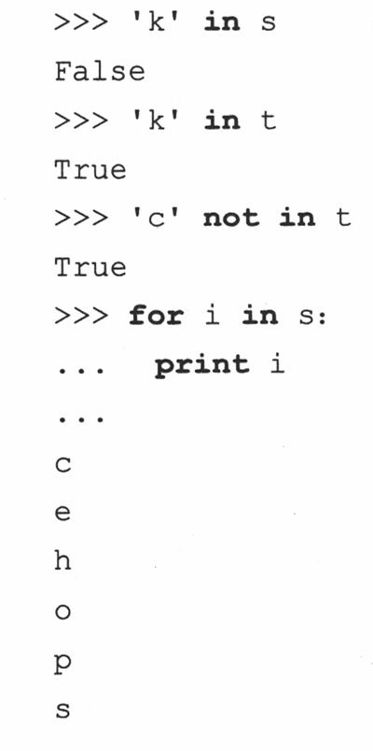 >>> 'k' in s
False
>>> 'k' in t
True
>>> 'c' not in t
True
>>> for i in s:
... print i
...
c
e
h
o
p
s